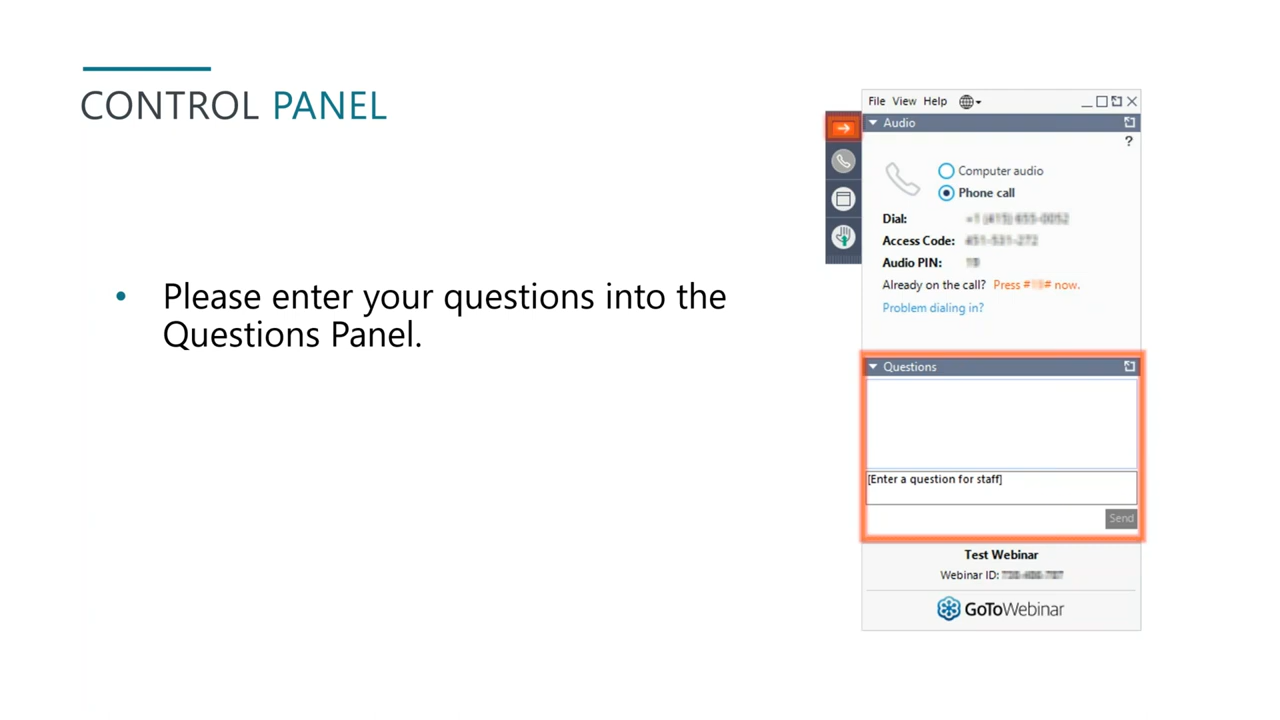 CONTROL PANEL
• Please enter your questions into the
Questions Panel.
File View Help
Audio
?
Computer audio
Phone call
Dial:
Access Code:
Audio PIN:
Already on the call? Press # # now.
Problem dialing in?
Questions
[Enter a question for staff]
Send
Test Webinar
Webinar ID:
GoToWebinar